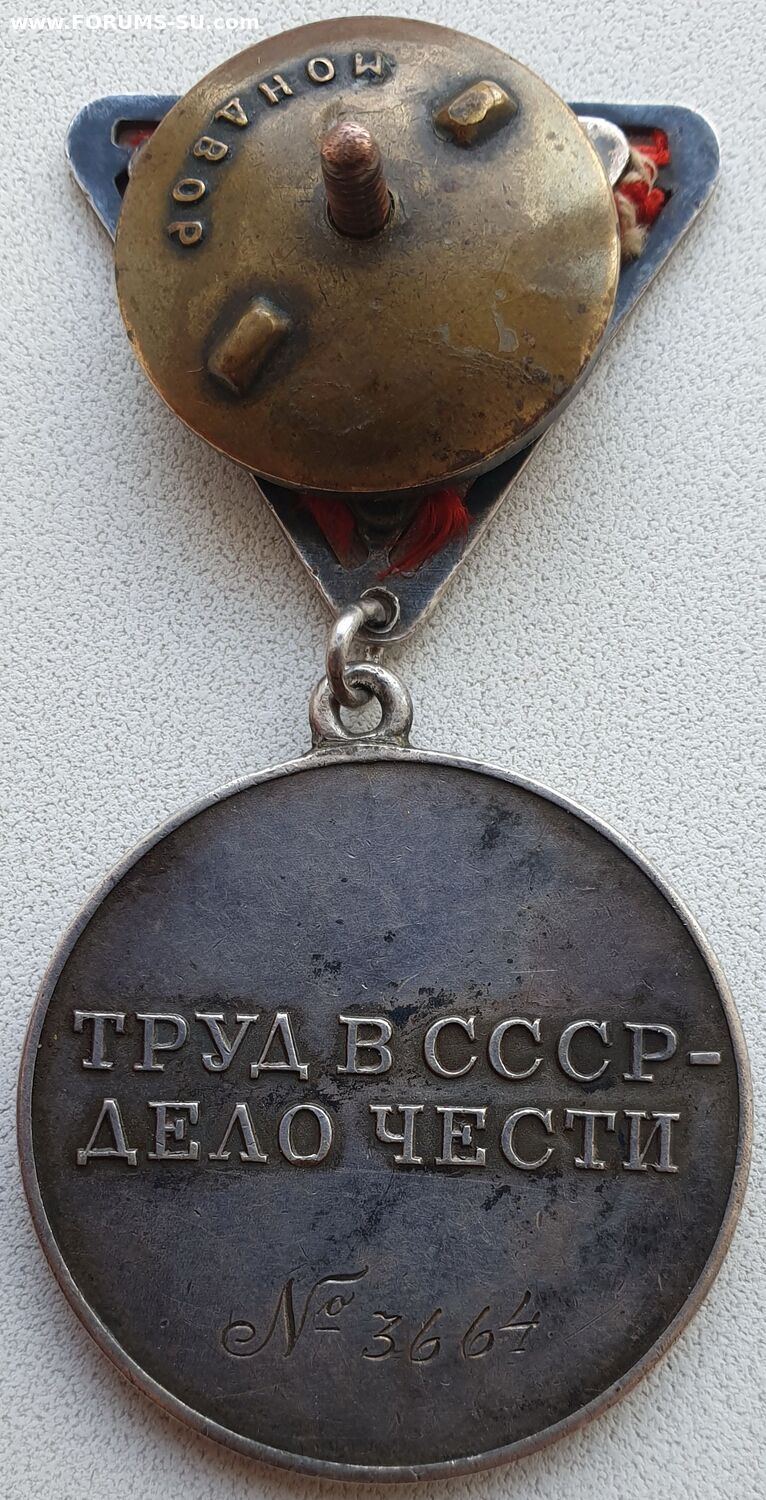 www.FORUMS-SU.com
МОНДВОР
ТРУД В СССР-
ДЕЛО ЧЕСТИ
№ 3664